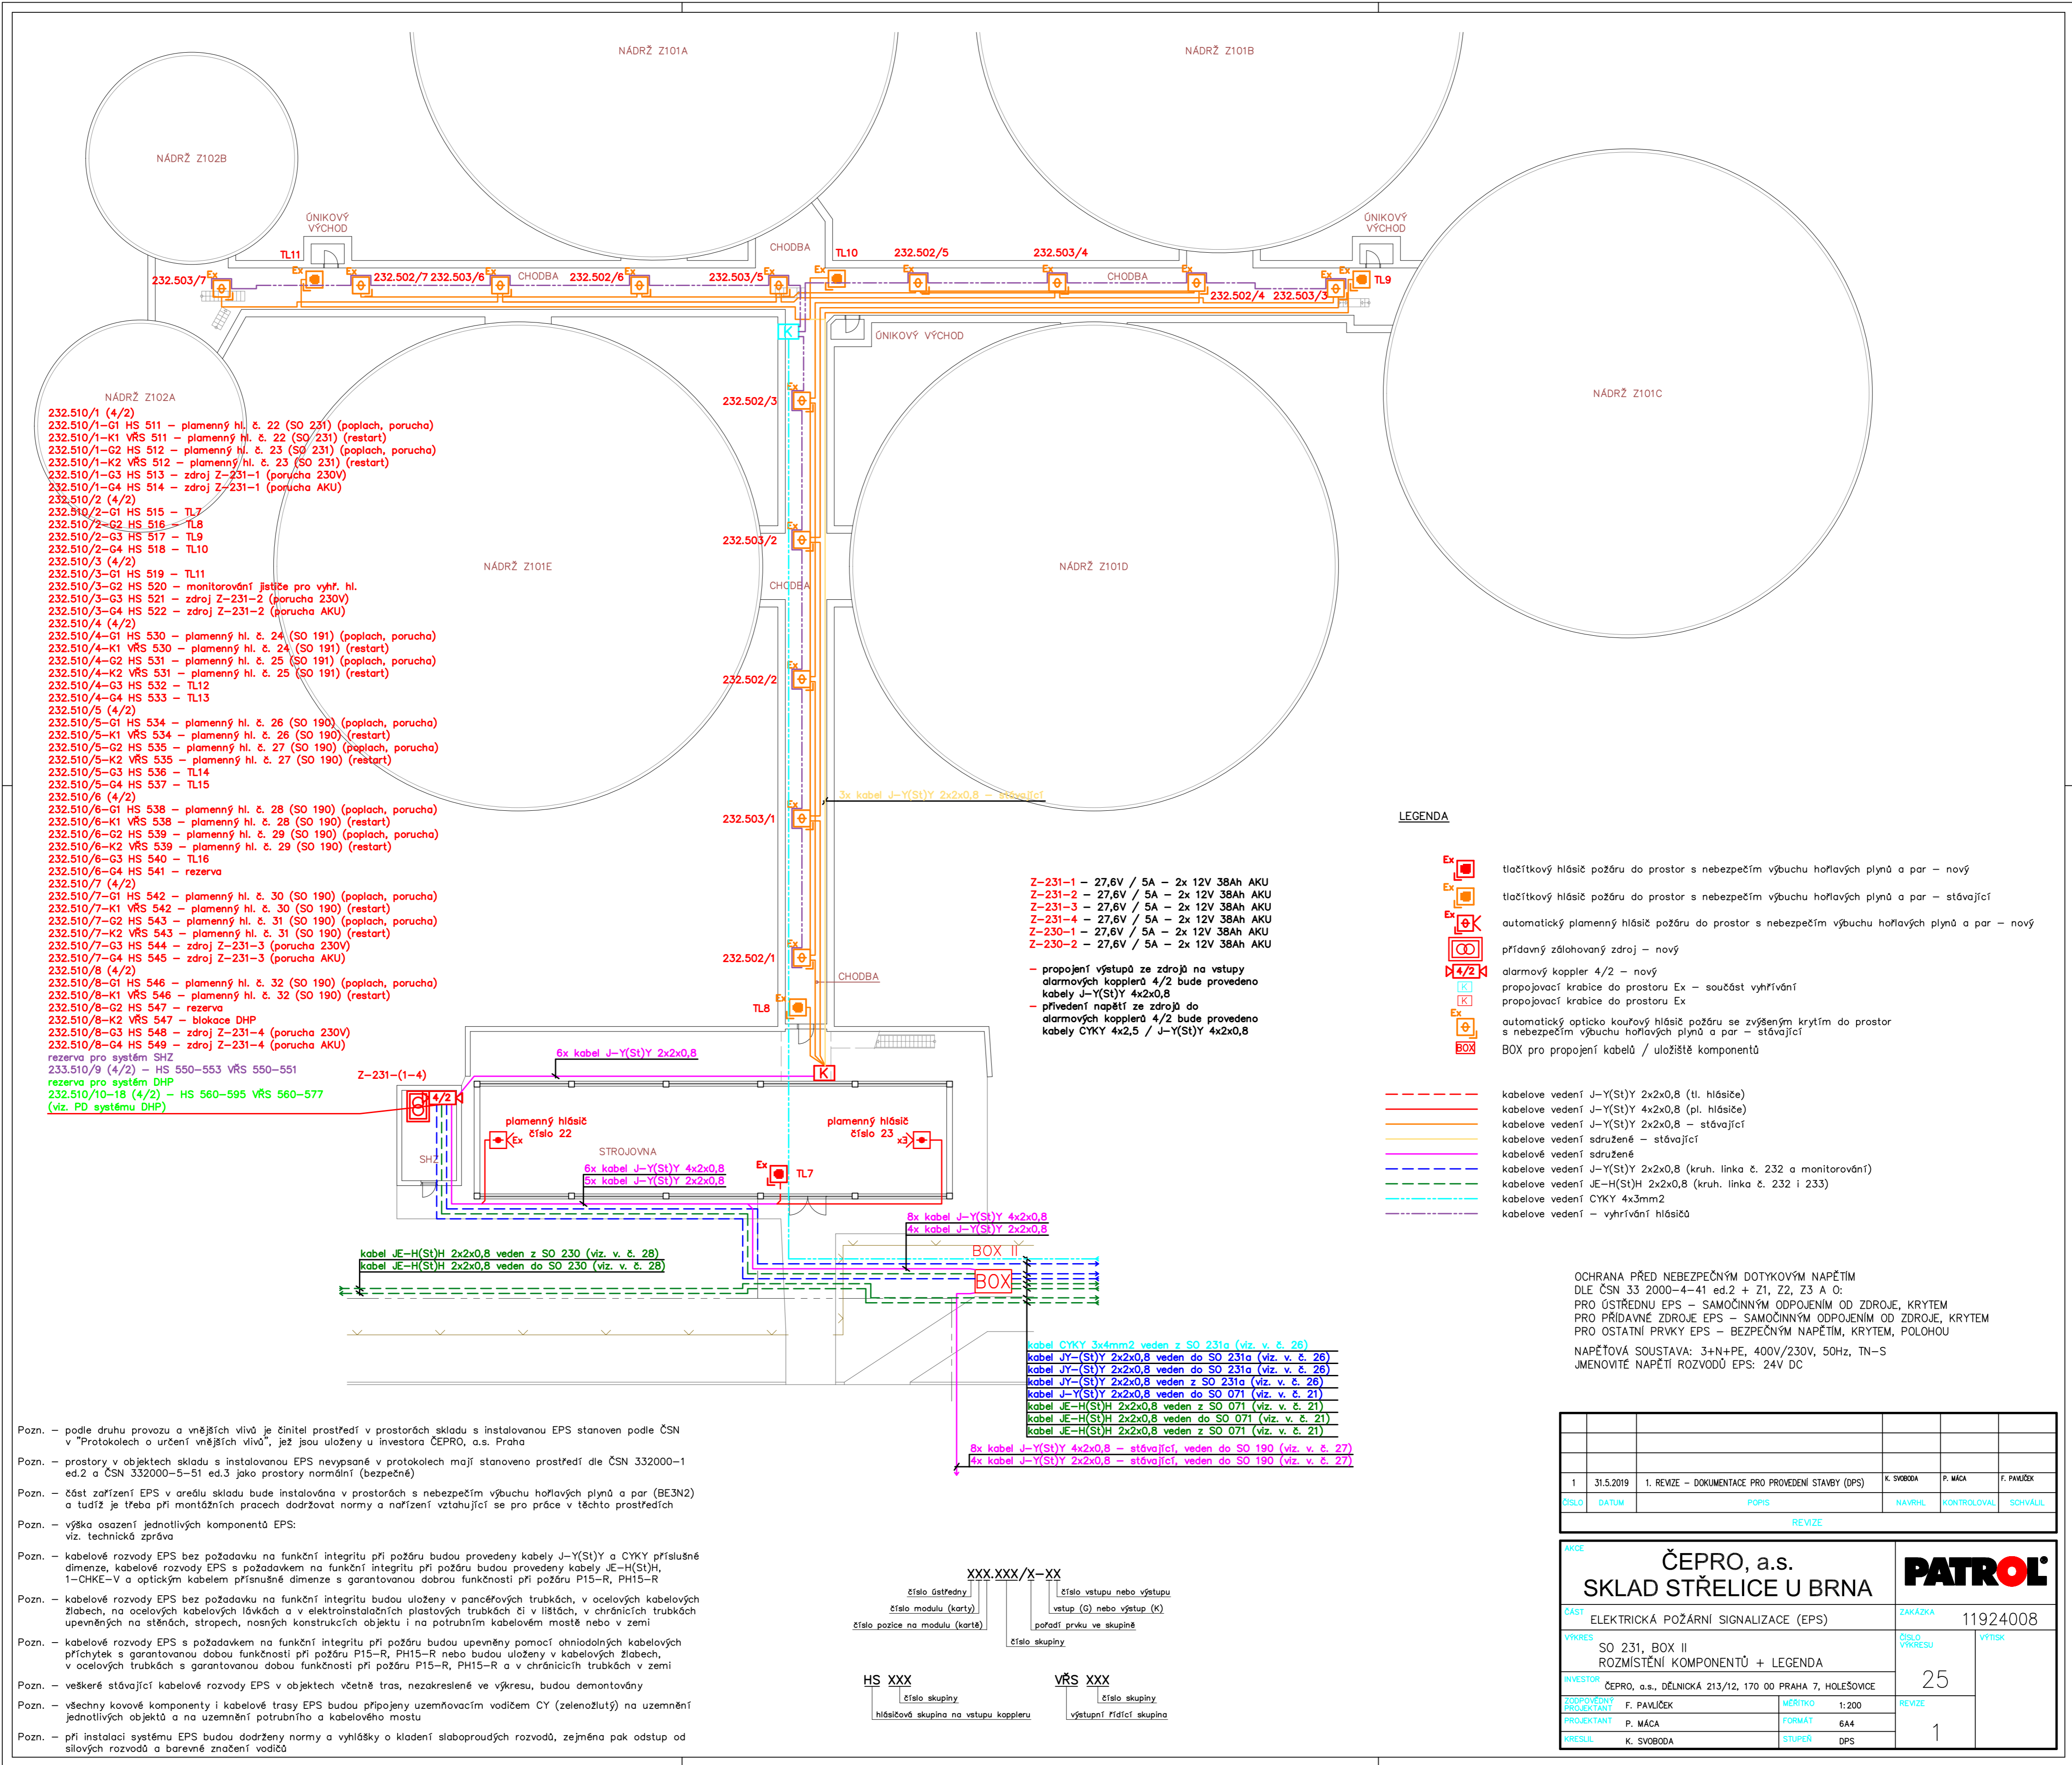 NÁDRŽ Z101A
NÁDRŽ Z101B
NÁDRŽ Z102B
ÚNIKOVÝ
VÝCHOD
ÚNIKOVÝ
VÝCHOD
CHODBA
TL11
TL10
232.502/5
232.503/4
232.503/7
Ex
Ex
Ex
232.502/7
232.503/6
Ex
CHODBA
232.502/6
Ex
232.503/5
Ex
Ex
Ex
Ex
CHODBA
Ex
232.502/4
232.503/3
Ex
Ex
TL9
K
ÚNIKOVÝ VÝCHOD
NÁDRŽ Z102A
NÁDRŽ Z101C
Ex
232.502/3
Ex
232.503/2
NÁDRŽ Z101E
NÁDRŽ Z101D
CHODBA
Ex
232.502/2
3x kabel J-Y(St)Y 2x2x0,8 - stávající
Ex
232.503/1
Ex
232.502/1
CHODBA
Ex
TL8
232.510/1 (4/2)
232.510/1-G1 HS 511 - plamenný hl. č. 22 (SO 231) (poplach, porucha)
232.510/1-K1 VŘS 511 - plamenný hl. č. 22 (SO 231) (restart)
232.510/1-G2 HS 512 - plamenný hl. č. 23 (SO 231) (poplach, porucha)
232.510/1-K2 VŘS 512 - plamenný hl. č. 23 (SO 231) (restart)
232.510/1-G3 HS 513 - zdroj Z-231-1 (porucha 230V)
232.510/1-G4 HS 514 - zdroj Z-231-1 (porucha AKU)
232.510/2 (4/2)
232.510/2-G1 HS 515 - TL7
232.510/2-G2 HS 516 - TL8
232.510/2-G3 HS 517 - TL9
232.510/2-G4 HS 518 - TL10
232.510/3 (4/2)
232.510/3-G1 HS 519 - TL11
232.510/3-G2 HS 520 - monitorování jističe pro vyhř. hl.
232.510/3-G3 HS 521 - zdroj Z-231-2 (porucha 230V)
232.510/3-G4 HS 522 - zdroj Z-231-2 (porucha AKU)
232.510/4 (4/2)
232.510/4-G1 HS 530 - plamenný hl. č. 24 (SO 191) (poplach, porucha)
232.510/4-K1 VŘS 530 - plamenný hl. č. 24 (SO 191) (restart)
232.510/4-G2 HS 531 - plamenný hl. č. 25 (SO 191) (poplach, porucha)
232.510/4-K2 VŘS 531 - plamenný hl. č. 25 (SO 191) (restart)
232.510/4-G3 HS 532 - TL12
232.510/4-G4 HS 533 - TL13
232.510/5 (4/2)
232.510/5-G1 HS 534 - plamenný hl. č. 26 (SO 190) (poplach, porucha)
232.510/5-K1 VŘS 534 - plamenný hl. č. 26 (SO 190) (restart)
232.510/5-G2 HS 535 - plamenný hl. č. 27 (SO 190) (poplach, porucha)
232.510/5-K2 VŘS 535 - plamenný hl. č. 27 (SO 190) (restart)
232.510/5-G3 HS 536 - TL14
232.510/5-G4 HS 537 - TL15
232.510/6 (4/2)
232.510/6-G1 HS 538 - plamenný hl. č. 28 (SO 190) (poplach, porucha)
232.510/6-K1 VŘS 538 - plamenný hl. č. 28 (SO 190) (restart)
232.510/6-G2 HS 539 - plamenný hl. č. 29 (SO 190) (poplach, porucha)
232.510/6-K2 VŘS 539 - plamenný hl. č. 29 (SO 190) (restart)
232.510/6-G3 HS 540 - TL16
232.510/6-G4 HS 541 - rezerva
232.510/7 (4/2)
232.510/7-G1 HS 542 - plamenný hl. č. 30 (SO 190) (poplach, porucha)
232.510/7-K1 VŘS 542 - plamenný hl. č. 30 (SO 190) (restart)
232.510/7-G2 HS 543 - plamenný hl. č. 31 (SO 190) (poplach, porucha)
232.510/7-K2 VŘS 543 - plamenný hl. č. 31 (SO 190) (restart)
232.510/7-G3 HS 544 - zdroj Z-231-3 (porucha 230V)
232.510/7-G4 HS 545 - zdroj Z-231-3 (porucha AKU)
232.510/8 (4/2)
232.510/8-G1 HS 546 - plamenný hl. č. 32 (SO 190) (poplach, porucha)
232.510/8-K1 VŘS 546 - plamenný hl. č. 32 (SO 190) (restart)
232.510/8-G2 HS 547 - rezerva
232.510/8-K2 VŘS 547 - blokace DHP
232.510/8-G3 HS 548 - zdroj Z-231-4 (porucha 230V)
232.510/8-G4 HS 549 - zdroj Z-231-4 (porucha AKU)
rezerva pro systém SHZ
233.510/9 (4/2) - HS 550-553 VŘS 550-551
rezerva pro systém DHP
232.510/10-18 (4/2) - HS 560-595 VŘS 560-577
(viz. PD systému DHP)
Z-231-1 - 27,6V / 5A - 2x 12V 38Ah AKU
Z-231-2 - 27,6V / 5A - 2x 12V 38Ah AKU
Z-231-3 - 27,6V / 5A - 2x 12V 38Ah AKU
Z-231-4 - 27,6V / 5A - 2x 12V 38Ah AKU
Z-230-1 - 27,6V / 5A - 2x 12V 38Ah AKU
Z-230-2 - 27,6V / 5A - 2x 12V 38Ah AKU
- propojení výstupů ze zdrojů na vstupy
alarmových kopplerů 4/2 bude provedeno
kabely J-Y(St)Y 4x2x0,8
- přivedení napětí ze zdrojů do
alarmových kopplerů 4/2 bude provedeno
kabely CYKY 4x2,5 / J-Y(St)Y 4x2x0,8
LEGENDA
Ex
tlačítkový hlásič požáru do prostor s nebezpečím výbuchu hořlavých plynů a par - nový
Ex
tlačítkový hlásič požáru do prostor s nebezpečím výbuchu hořlavých plynů a par - stávající
Ex
automatický plamenný hlásič požáru do prostor s nebezpečím výbuchu hořlavých plynů a par - nový
přídavný zálohovaný zdroj - nový
4/2
alarmový koppler 4/2 - nový
K
propojovací krabice do prostoru Ex - součást vyhřívání
K
propojovací krabice do prostoru Ex
Ex
automatický opticko kouřový hlásič požáru se zvýšeným krytím do prostor
s nebezpečím výbuchu hořlavých plynů a par - stávající
BOX
BOX pro propojení kabelů / uložiště komponentů
kabelove vedení J-Y(St)Y 2x2x0,8 (tl. hlásiče)
kabelove vedení J-Y(St)Y 4x2x0,8 (pl. hlásiče)
kabelove vedení J-Y(St)Y 2x2x0,8 - stávající
kabelove vedení sdružené - stávající
kabelové vedení sdružené
kabelove vedení J-Y(St)Y 2x2x0,8 (kruh. linka č. 232 a monitorování)
kabelove vedení JE-H(St)H 2x2x0,8 (kruh. linka č. 232 i 233)
kabelove vedení CYKY 4x3mm2
kabelove vedení - vyhrívání hlásičů
Z-231-(1-4)
4/2
6x kabel J-Y(St)Y 2x2x0,8
K
plamenný hlásič
číslo 22
Ex
plamenný hlásič
číslo 23
Ex
STROJOVNA
SHZ
6x kabel J-Y(St)Y 4x2x0,8
5x kabel J-Y(St)Y 2x2x0,8
Ex
TL7
8x kabel J-Y(St)Y 4x2x0,8
4x kabel J-Y(St)Y 2x2x0,8
BOX II
BOX
kabel JE-H(St)H 2x2x0,8 veden z SO 230 (viz. v. č. 28)
kabel JE-H(St)H 2x2x0,8 veden do SO 230 (viz. v. č. 28)
kabel CYKY 3x4mm2 veden z SO 231a (viz. v. č. 26)
kabel JY-(St)Y 2x2x0,8 veden do SO 231a (viz. v. č. 26)
kabel JY-(St)Y 2x2x0,8 veden do SO 231a (viz. v. č. 26)
kabel JY-(St)Y 2x2x0,8 veden z SO 231a (viz. v. č. 26)
kabel J-Y(St)Y 2x2x0,8 veden do SO 071 (viz. v. č. 21)
kabel JE-H(St)H 2x2x0,8 veden z SO 071 (viz. v. č. 21)
kabel JE-H(St)H 2x2x0,8 veden do SO 071 (viz. v. č. 21)
kabel JE-H(St)H 2x2x0,8 veden z SO 071 (viz. v. č. 21)
8x kabel J-Y(St)Y 4x2x0,8 - stávající, veden do SO 190 (viz. v. č. 27)
4x kabel J-Y(St)Y 2x2x0,8 - stávající, veden do SO 190 (viz. v. č. 27)
OCHRANA PŘED NEBEZPEČNÝM DOTYKOVÝM NAPĚTÍM
DLE ČSN 33 2000-4-41 ed.2 + Z1, Z2, Z3 A O:
PRO ÚSTŘEDNU EPS - SAMOČINNÝM ODPOJENÍM OD ZDROJE, KRYTEM
PRO PŘÍDAVNÉ ZDROJE EPS - SAMOČINNÝM ODPOJENÍM OD ZDROJE, KRYTEM
PRO OSTATNÍ PRVKY EPS - BEZPEČNÝM NAPĚTÍM, KRYTEM, POLOHOU
NAPĚŤOVÁ SOUSTAVA: 3+N+PE, 400V/230V, 50Hz, TN-S
JMENOVITÉ NAPĚTÍ ROZVODŮ EPS: 24V DC
Pozn. - podle druhu provozu a vnějších vlivů je činitel prostředí v prostorách skladu s instalovanou EPS stanoven podle ČSN
v "Protokolech o určení vnějších vlivů", jež jsou uloženy u investora ČEPRO, a.s. Praha
Pozn. - prostory v objektech skladu s instalovanou EPS nevypsané v protokolech mají stanoveno prostředí dle ČSN 332000-1
ed.2 a ČSN 332000-5-51 ed.3 jako prostory normální (bezpečné)
Pozn. - část zařízení EPS v areálu skladu bude instalována v prostorách s nebezpečím výbuchu hořlavých plynů a par (BE3N2)
a tudíž je třeba při montážních pracech dodržovat normy a nařízení vztahující se pro práce v těchto prostředích
Pozn. - výška osazení jednotlivých komponentů EPS:
viz. technická zpráva
Pozn. - kabelové rozvody EPS bez požadavku na funkční integritu při požáru budou provedeny kabely J-Y(St)Y a CYKY příslušné
dimenze, kabelové rozvody EPS s požadavkem na funkční integritu při požáru budou provedeny kabely JE-H(St)H,
1-CHKE-V a optickým kabelem přísnušné dimenze s garantovanou dobrou funkčnosti při požáru P15-R, PH15-R
Pozn. - kabelové rozvody EPS bez požadavku na funkční integritu budou uloženy v pancéřových trubkách, v ocelových kabelových
žlabech, na ocelových kabelových lávkách a v elektroinstalačních plastových trubkách či v lištách, v chránicích trubkách
upevněných na stěnách, stropech, nosných konstrukcích objektu i na potrubním kabelovém mostě nebo v zemi
Pozn. - kabelové rozvody EPS s požadavkem na funkční integritu při požáru budou upevněny pomocí ohniodolných kabelových
příchytek s garantovanou dobou funkčnosti při požáru P15-R, PH15-R nebo budou uloženy v kabelových žlabech,
v ocelových trubkách s garantovanou dobou funkčnosti při požáru P15-R, PH15-R a v chránicích trubkách v zemi
Pozn. - veškeré stávající kabelové rozvody EPS v objektech včetně tras, nezakreslené ve výkresu, budou demontovány
Pozn. - všechny kovové komponenty i kabelové trasy EPS budou připojeny uzemňovacím vodičem CY (zelenožlutý) na uzemnění
jednotlivých objektů a na uzemnění potrubního a kabelového mostu
Pozn. - při instalaci systému EPS budou dodrženy normy a vyhlášky o kladení slaboproudých rozvodů, zejména pak odstup od
silových rozvodů a barevné značení vodičů
XXX.XXX/X-XX
číslo ústředny
číslo vstupu nebo výstupu
číslo modulu (karty)
vstup (G) nebo výstup (K)
číslo pozice na modulu (kartě)
pořadí prvku ve skupině
číslo skupiny
HS XXX
číslo skupiny
hlásičová skupina na vstupu koppleru
VŘS XXX
číslo skupiny
výstupní řídící skupina
1 31.5.2019 1. REVIZE - DOKUMENTACE PRO PROVEDENÍ STAVBY (DPS) K. SVOBODA P. MÁCA F. PAVLÍČEK
ČÍSLO DATUM POPIS NAVRHL KONTROLOVAL SCHVÁLIL
REVIZE
AKCE
ČEPRO, a.s.
SKLAD STŘELICE U BRNA
PATROL
ČÁST
ELEKTRICKÁ POŽÁRNÍ SIGNALIZACE (EPS)
ZAKÁZKA
11924008
VÝKRES
SO 231, BOX II
ROZMÍSTĚNÍ KOMPONENTŮ + LEGENDA
ČÍSLO
VÝKRESU
25
VÝTISK
INVESTOR
ČEPRO, a.s., DĚLNICKÁ 213/12, 170 00 PRAHA 7, HOLEŠOVICE
ZODPOVĚDNÝ
PROJEKTANT
F. PAVLÍČEK
MĚŘÍTKO
1:200
REVIZE
1
PROJEKTANT
P. MÁCA
FORMÁT
6A4
KRESLIL
K. SVOBODA
STUPEŇ
DPS